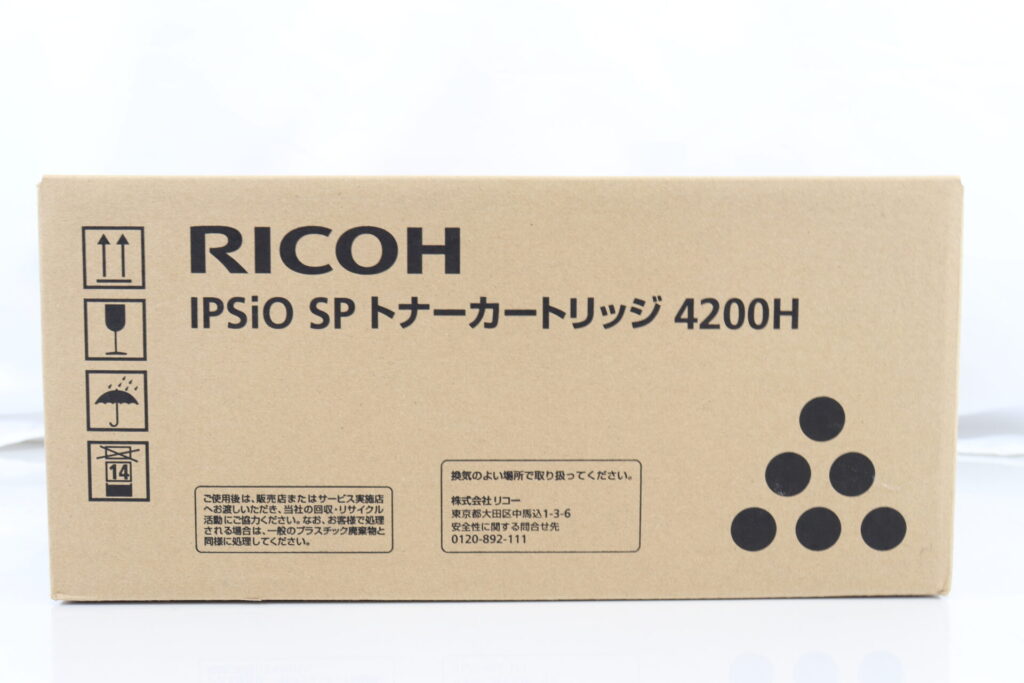 RICOH
IPSiO SP トナーカートリッジ 4200H
14
ご使用後は、販売店またはサービス実施店
へお渡しいただき、当社の回収・リサイクル
活動にご協力ください。なお、お客様で処理
される場合は、一般のプラスチック廃棄物と
同様に処理してください。
換気のよい場所で取り扱ってください。
株式会社 リコー
東京都大田区中馬込1-3-6
安全性に関する問合せ先
0120-892-111